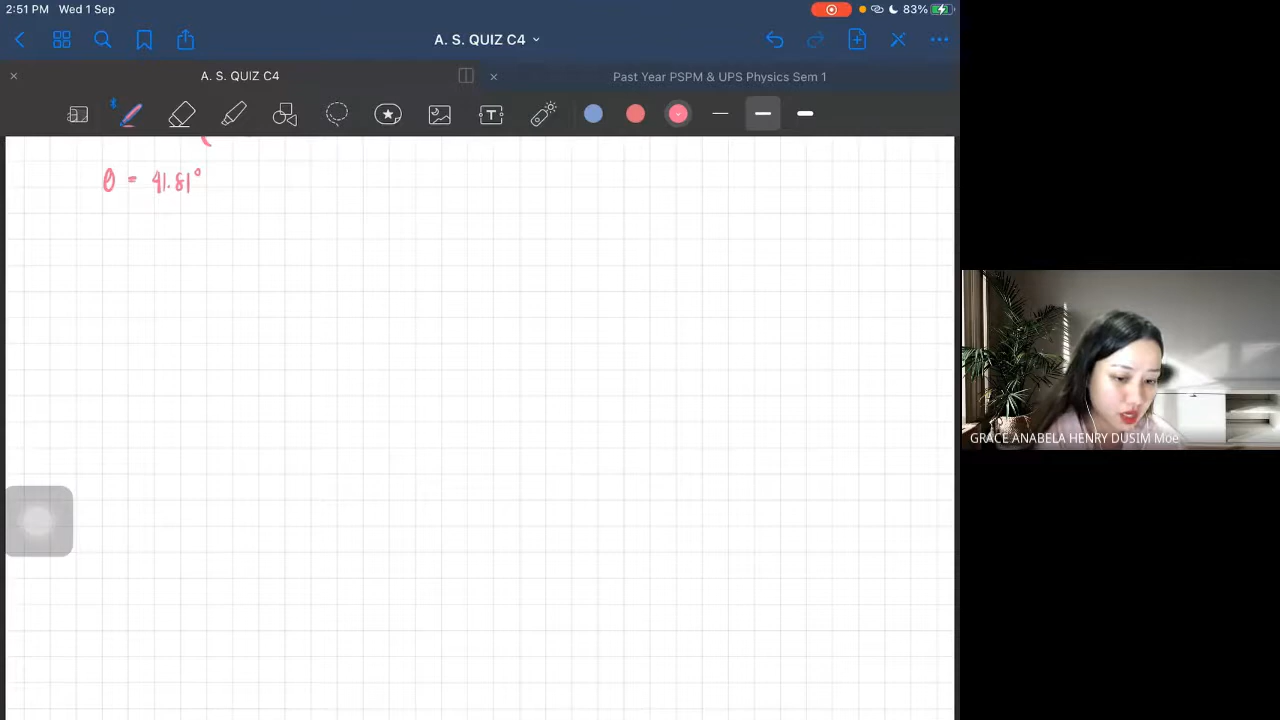 2:51 PM Wed 1 Sep
83%
A. S. QUIZ C4
A. S. QUIZ C4
Past Year PSPM & UPS Physics Sem 1
T
θ = 41.81°
GRACE ANABELA HENRY DUSIM Moe